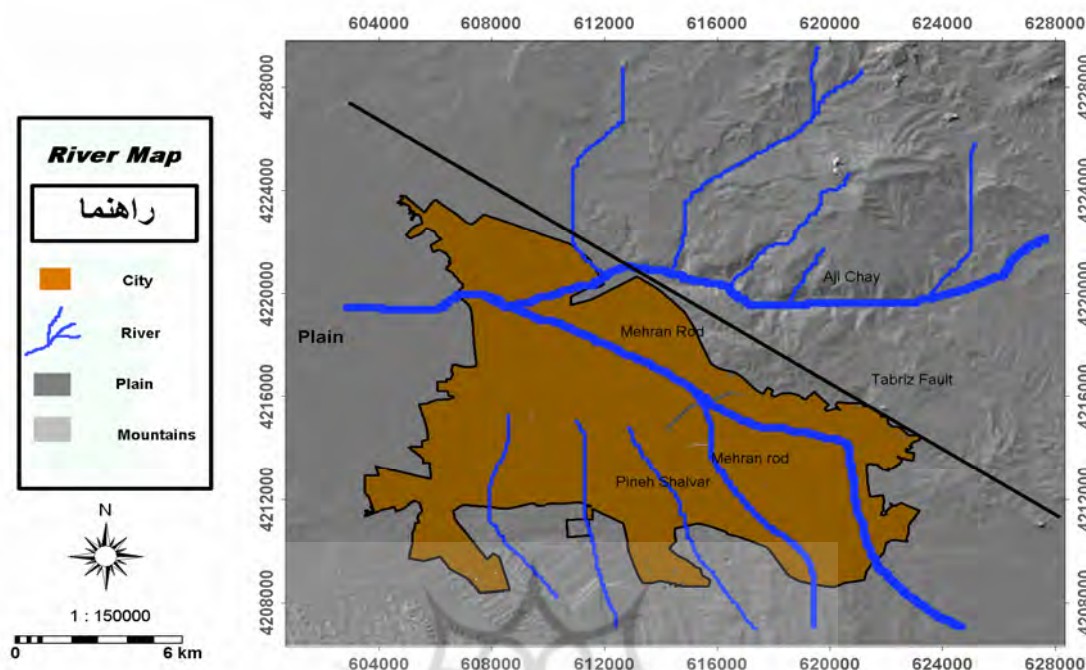 604000 608000 612000 616000 620000 624000 628000
River Map
راهنما
City
River
Plain
Mountains
N
1 : 150000
0 6 km
4228000
4224000
4220000
4216000
4212000
4208000
Aji Chay
Mehran Rod
Plain
Tabriz Fault
Mehran rod
Pineh Shalvar
4228000
4224000
4220000
4216000
4212000
4208000
604000 608000 612000 616000 620000 624000 628000